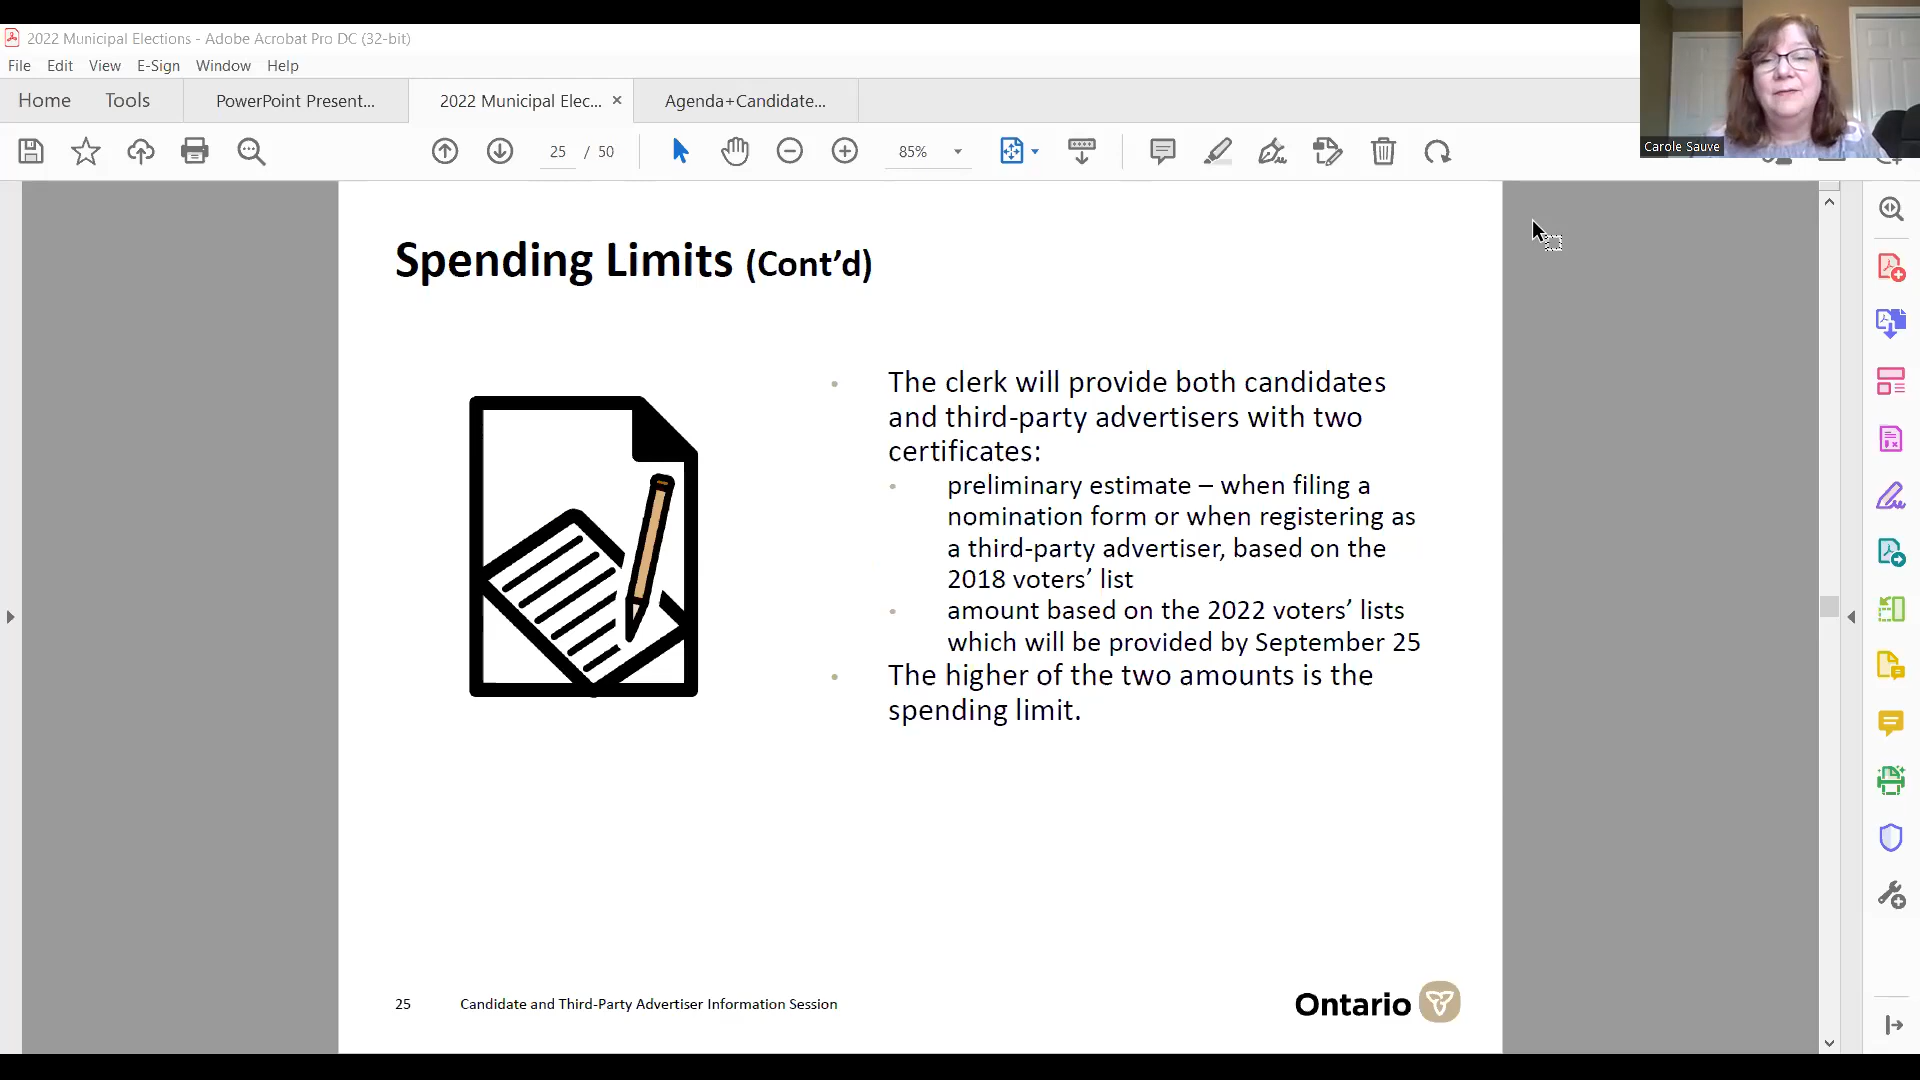 2022 Municipal Elections - Adobe Acrobat Pro DC (32-bit)
File Edit View E-Sign Window Help
Home Tools PowerPoint Present... 2022 Municipal Elec... × Agenda+Candidate...
25 / 50 85%
Carole Sauve
Spending Limits (Cont’d)
• The clerk will provide both candidates
and third-party advertisers with two
certificates:
• preliminary estimate – when filing a
nomination form or when registering as
a third-party advertiser, based on the
2018 voters’ list
• amount based on the 2022 voters’ lists
which will be provided by September 25
• The higher of the two amounts is the
spending limit.
25 Candidate and Third-Party Advertiser Information Session
Ontario